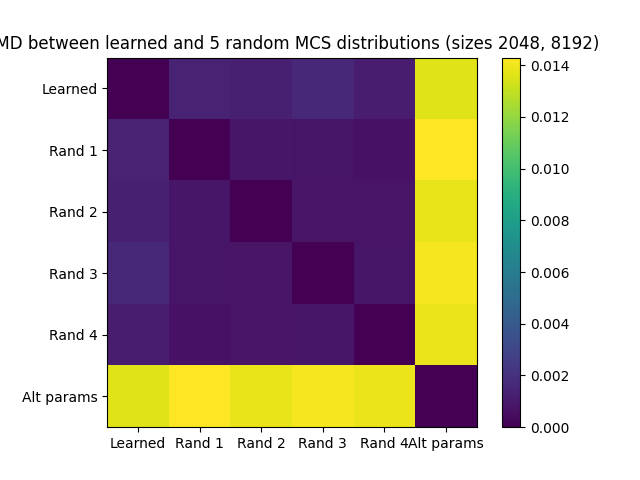 MD between learned and 5 random MCS distributions (sizes 2048, 8192)
Learned
Rand 1
Rand 2
Rand 3
Rand 4
Alt params
Learned Rand 1 Rand 2 Rand 3 Rand 4 Alt params
0.014
0.012
0.010
0.008
0.006
0.004
0.002
0.000